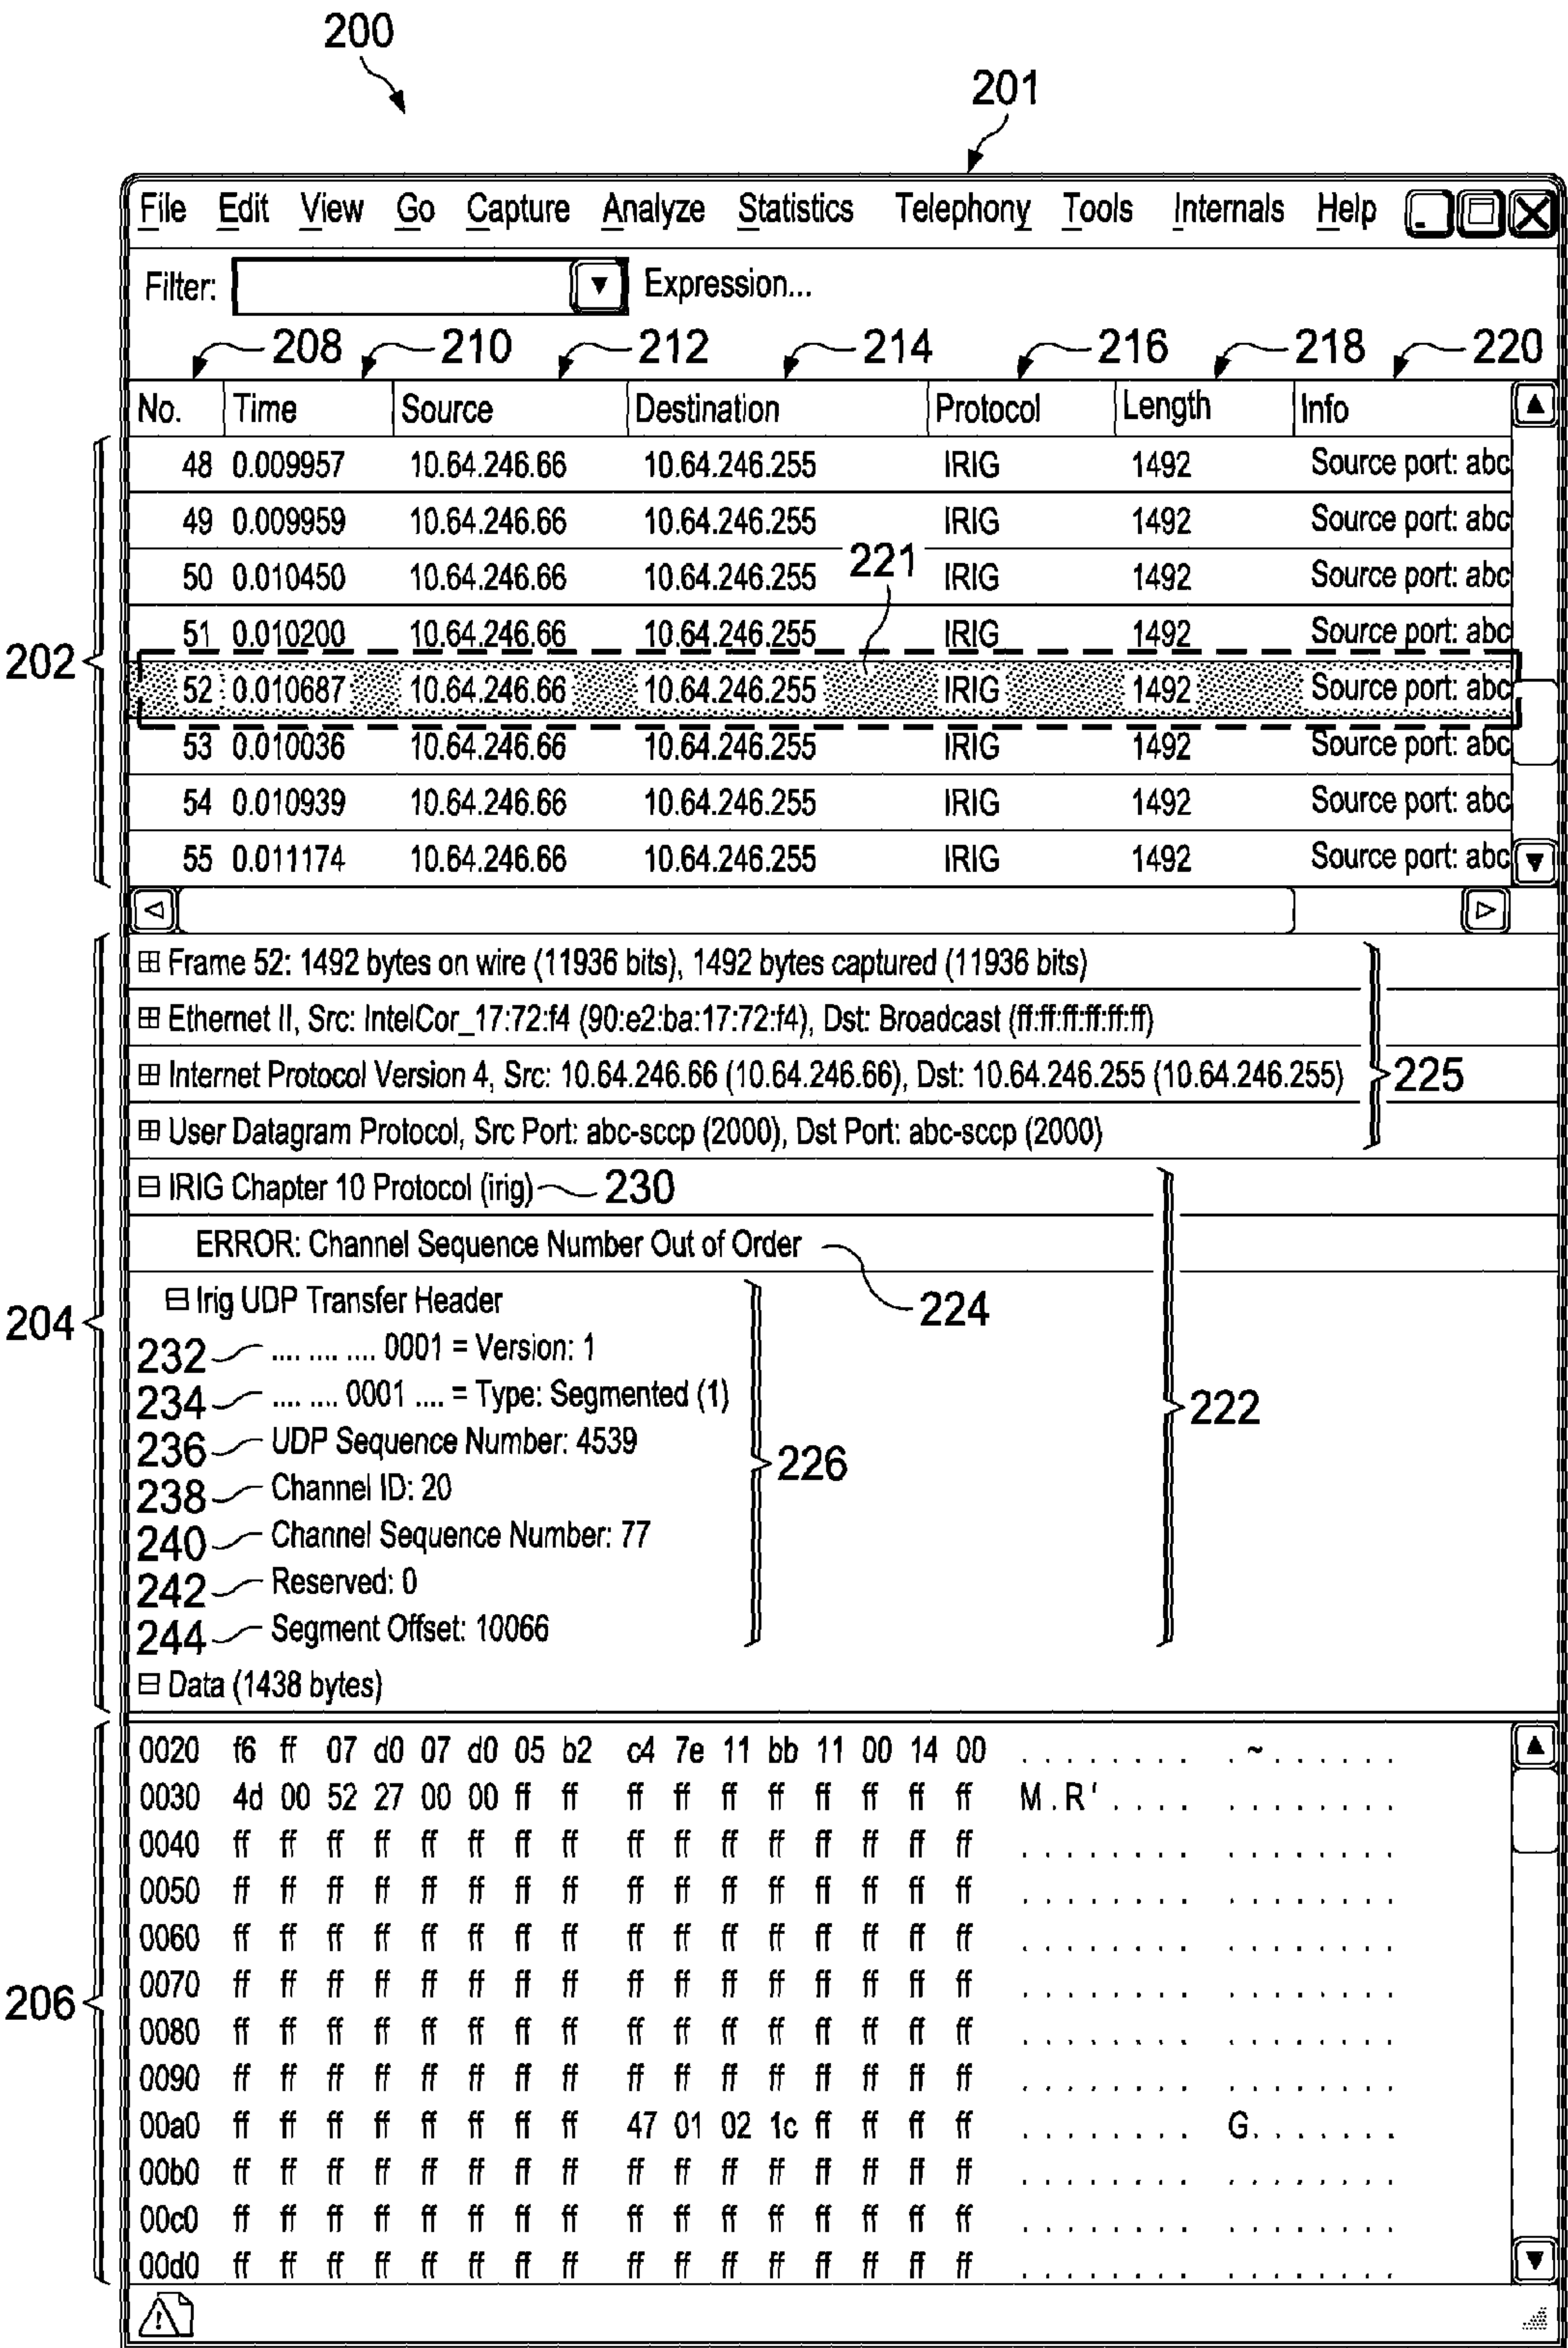 200
201
File Edit View Go Capture Analyze Statistics Telephony Tools Internals Help
Filter: Expression...
208 210 212 214 216 218 220
No. Time Source Destination Protocol Length Info
48 0.009957 10.64.246.66 10.64.246.255 IRIG 1492 Source port: abc
49 0.009959 10.64.246.66 10.64.246.255 IRIG 1492 Source port: abc
221
50 0.010450 10.64.246.66 10.64.246.255 IRIG 1492 Source port: abc
51 0.010200 10.64.246.66 10.64.246.255 IRIG 1492 Source port: abc
202
52 0.010687 10.64.246.66 10.64.246.255 IRIG 1492 Source port: abc
53 0.010036 10.64.246.66 10.64.246.255 IRIG 1492 Source port: abc
54 0.010939 10.64.246.66 10.64.246.255 IRIG 1492 Source port: abc
55 0.011174 10.64.246.66 10.64.246.255 IRIG 1492 Source port: abc
Frame 52: 1492 bytes on wire (11936 bits), 1492 bytes captured (11936 bits)
Ethernet II, Src: IntelCor_17:72:f4 (90:e2:ba:17:72:f4), Dst: Broadcast (ff:ff:ff:ff:ff:ff)
Internet Protocol Version 4, Src: 10.64.246.66 (10.64.246.66), Dst: 10.64.246.255 (10.64.246.255) 225
User Datagram Protocol, Src Port: abc-sccp (2000), Dst Port: abc-sccp (2000)
IRIG Chapter 10 Protocol (irig) 230
ERROR: Channel Sequence Number Out of Order
Irig UDP Transfer Header 224
204
232 .... .... .... 0001 = Version: 1
234 .... .... 0001 .... = Type: Segmented (1)
222
236 UDP Sequence Number: 4539
226
238 Channel ID: 20
240 Channel Sequence Number: 77
242 Reserved: 0
244 Segment Offset: 10066
Data (1438 bytes)
0020 f6 ff 07 d0 07 d0 05 b2 c4 7e 11 bb 11 00 14 00 . . . . . . . . . ~ . . . . . .
0030 4d 00 52 27 00 00 ff ff ff ff ff ff ff ff ff ff M . R ' . . . . . . . . . . . .
0040 ff ff ff ff ff ff ff ff ff ff ff ff ff ff ff ff . . . . . . . . . . . . . . . .
0050 ff ff ff ff ff ff ff ff ff ff ff ff ff ff ff ff . . . . . . . . . . . . . . . .
0060 ff ff ff ff ff ff ff ff ff ff ff ff ff ff ff ff . . . . . . . . . . . . . . . .
0070 ff ff ff ff ff ff ff ff ff ff ff ff ff ff ff ff . . . . . . . . . . . . . . . .
206
0080 ff ff ff ff ff ff ff ff ff ff ff ff ff ff ff ff . . . . . . . . . . . . . . . .
0090 ff ff ff ff ff ff ff ff ff ff ff ff ff ff ff ff . . . . . . . . . . . . . . . .
00a0 ff ff ff ff ff ff ff ff 47 01 02 1c ff ff ff ff . . . . . . . . G . . . . . . .
00b0 ff ff ff ff ff ff ff ff ff ff ff ff ff ff ff ff . . . . . . . . . . . . . . . .
00c0 ff ff ff ff ff ff ff ff ff ff ff ff ff ff ff ff . . . . . . . . . . . . . . . .
00d0 ff ff ff ff ff ff ff ff ff ff ff ff ff ff ff ff . . . . . . . . . . . . . . . .